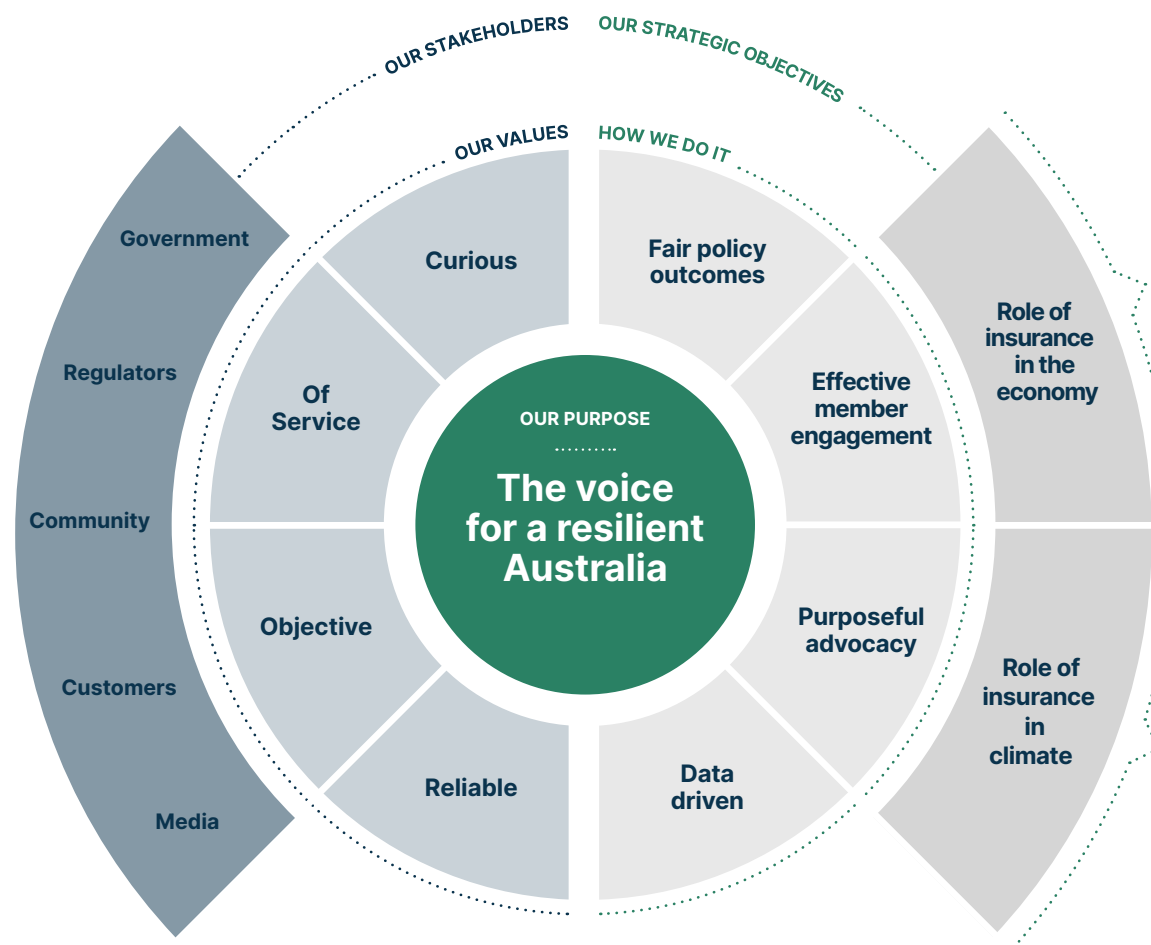 OUR STAKEHOLDERS
OUR STRATEGIC OBJECTIVES
OUR VALUES
HOW WE DO IT
Government
Regulators
Community
Customers
Media
Curious
Of
Service
Objective
Reliable
OUR PURPOSE
The voice
for a resilient
Australia
Fair policy
outcomes
Effective
member
engagement
Purposeful
advocacy
Data
driven
Role of
insurance
in the
economy
Role of
insurance
in
climate